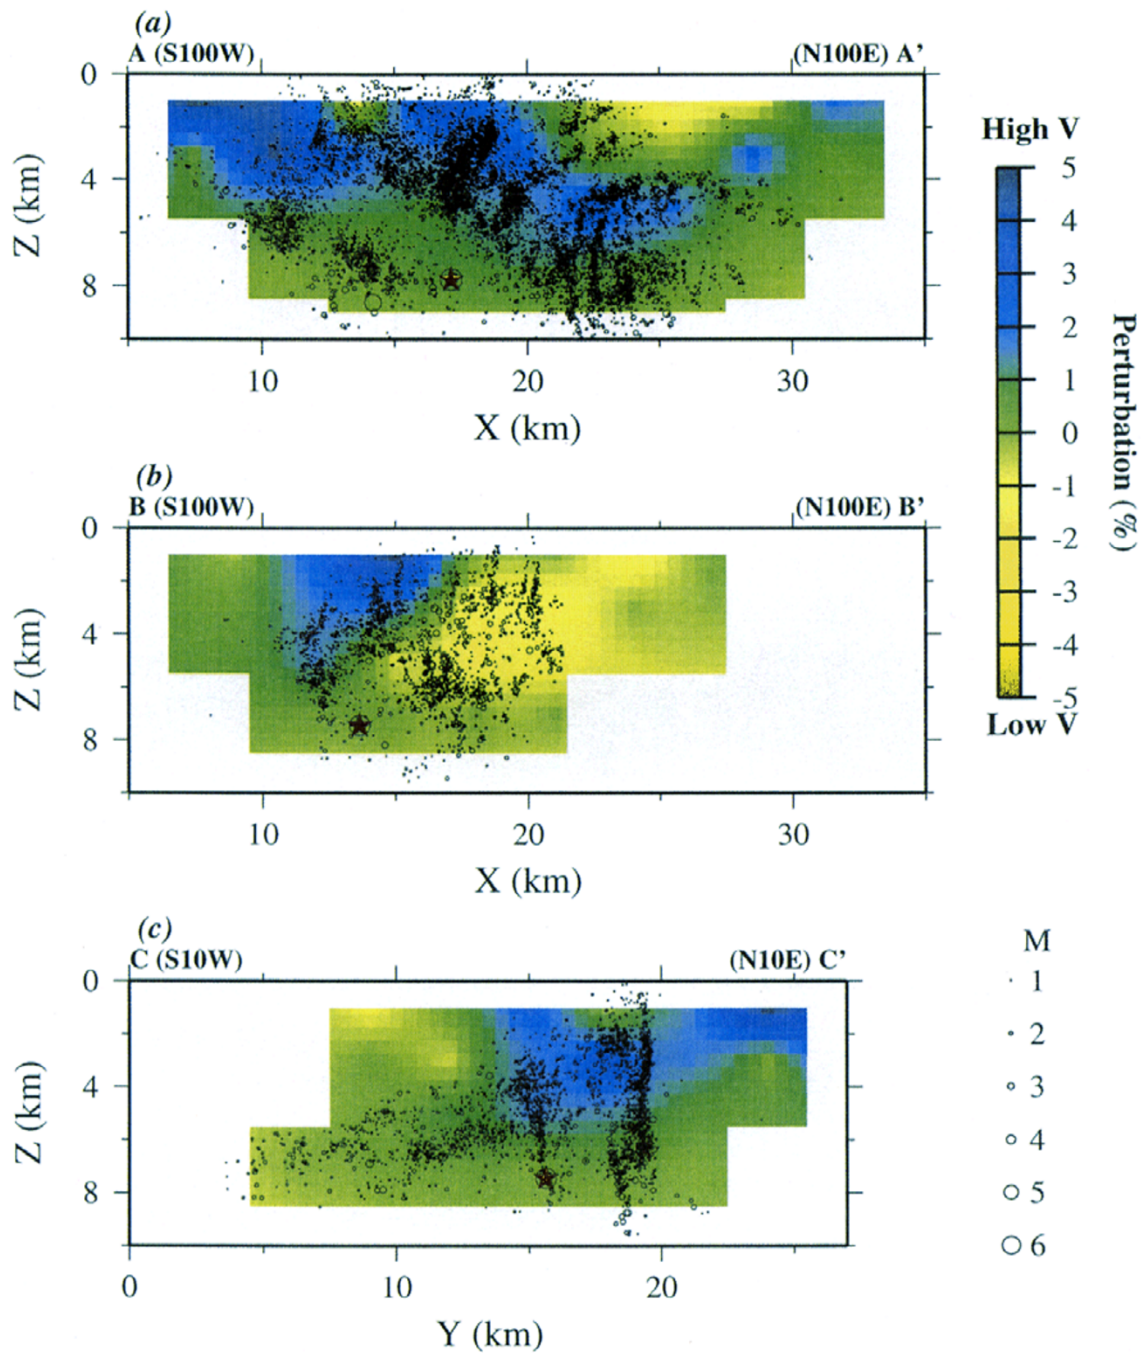 (a)
A (S100W) (N100E) A’
0
4
8
Z (km)
10 20 30
X (km)
High V
5
4
3
2
1
0
-1
-2
-3
-4
-5
Low V
Perturbation (%)
(b)
B (S100W) (N100E) B’
0
4
8
Z (km)
10 20 30
X (km)
(c)
C (S10W) (N10E) C’
0
4
8
Z (km)
0 10 20
Y (km)
M
1
2
3
4
5
6